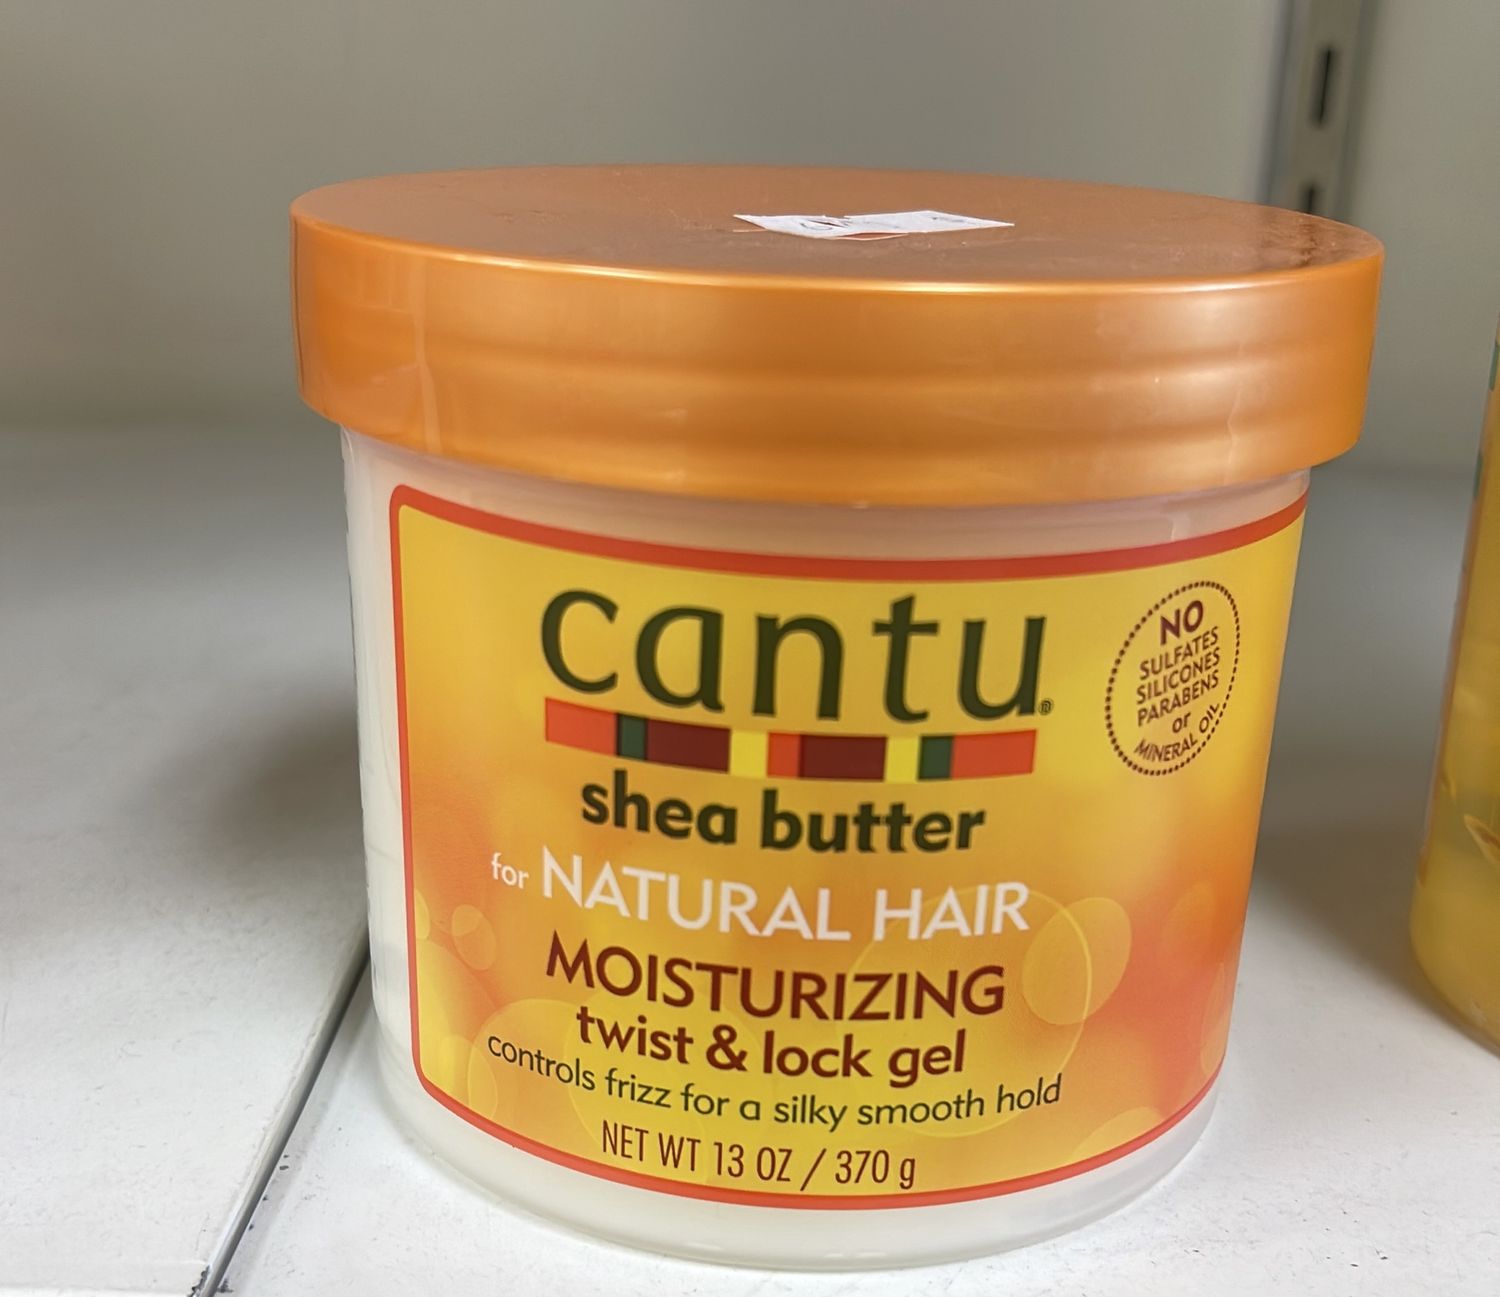 cantu®
shea butter
for NATURAL HAIR
MOISTURIZING
twist & lock gel
controls frizz for a silky smooth hold
NET WT 13 OZ / 370 g
NO
SULFATES
SILICONES
PARABENS
or
MINERAL OIL